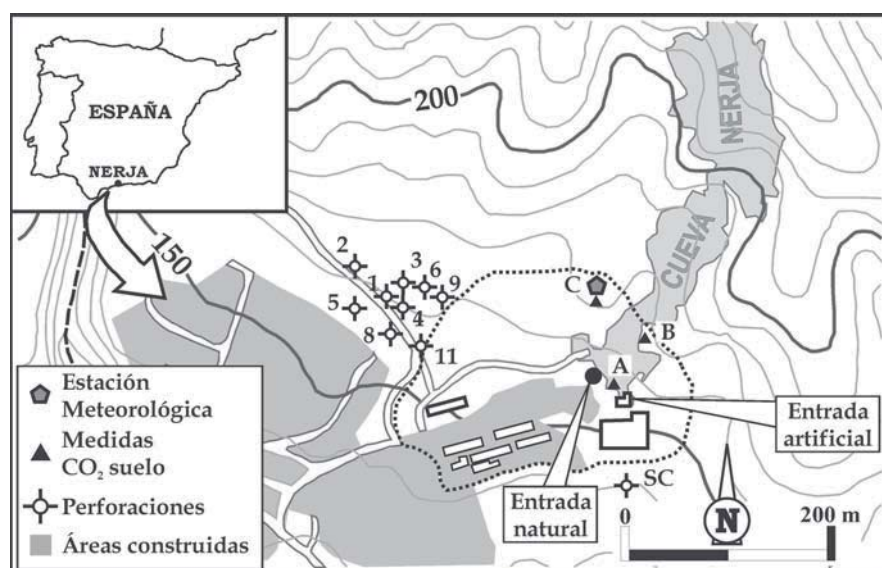 ESPAÑA
NERJA
200
NERJA
150
CUEVA
2
3
6
1
9
C
5
4
B
8
11
A
Estación
Meteorológica
Medidas
CO₂ suelo
Perforaciones
Áreas construidas
Entrada
artificial
SC
Entrada
natural
0
200 m
N